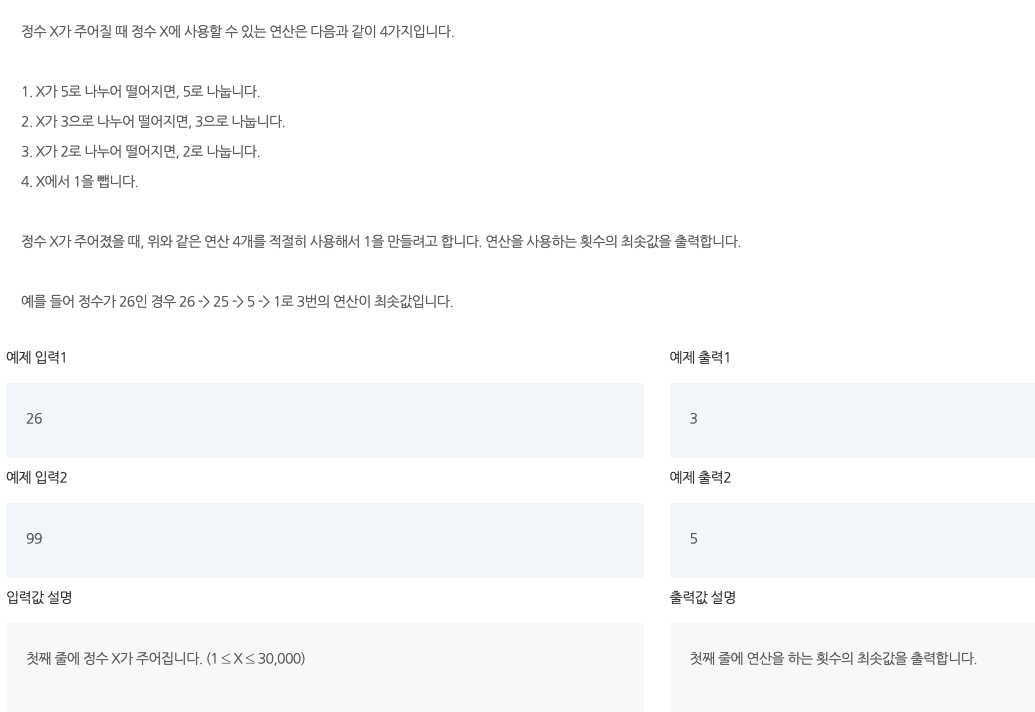 정수 X가 주어질 때 정수 X에 사용할 수 있는 연산은 다음과 같이 4가지입니다.
1. X가 5로 나누어 떨어지면, 5로 나눕니다.
2. X가 3으로 나누어 떨어지면, 3으로 나눕니다.
3. X가 2로 나누어 떨어지면, 2로 나눕니다.
4. X에서 1을 뺍니다.
정수 X가 주어졌을 때, 위와 같은 연산 4개를 적절히 사용해서 1을 만들려고 합니다. 연산을 사용하는 횟수의 최솟값을 출력합니다.
예를 들어 정수가 26인 경우 26 -> 25 -> 5 -> 1로 3번의 연산이 최솟값입니다.
예제 입력1
예제 출력1
26
3
예제 입력2
예제 출력2
99
5
입력값 설명
출력값 설명
첫째 줄에 정수 X가 주어집니다. (1 ≤ X ≤ 30,000)
첫째 줄에 연산을 하는 횟수의 최솟값을 출력합니다.